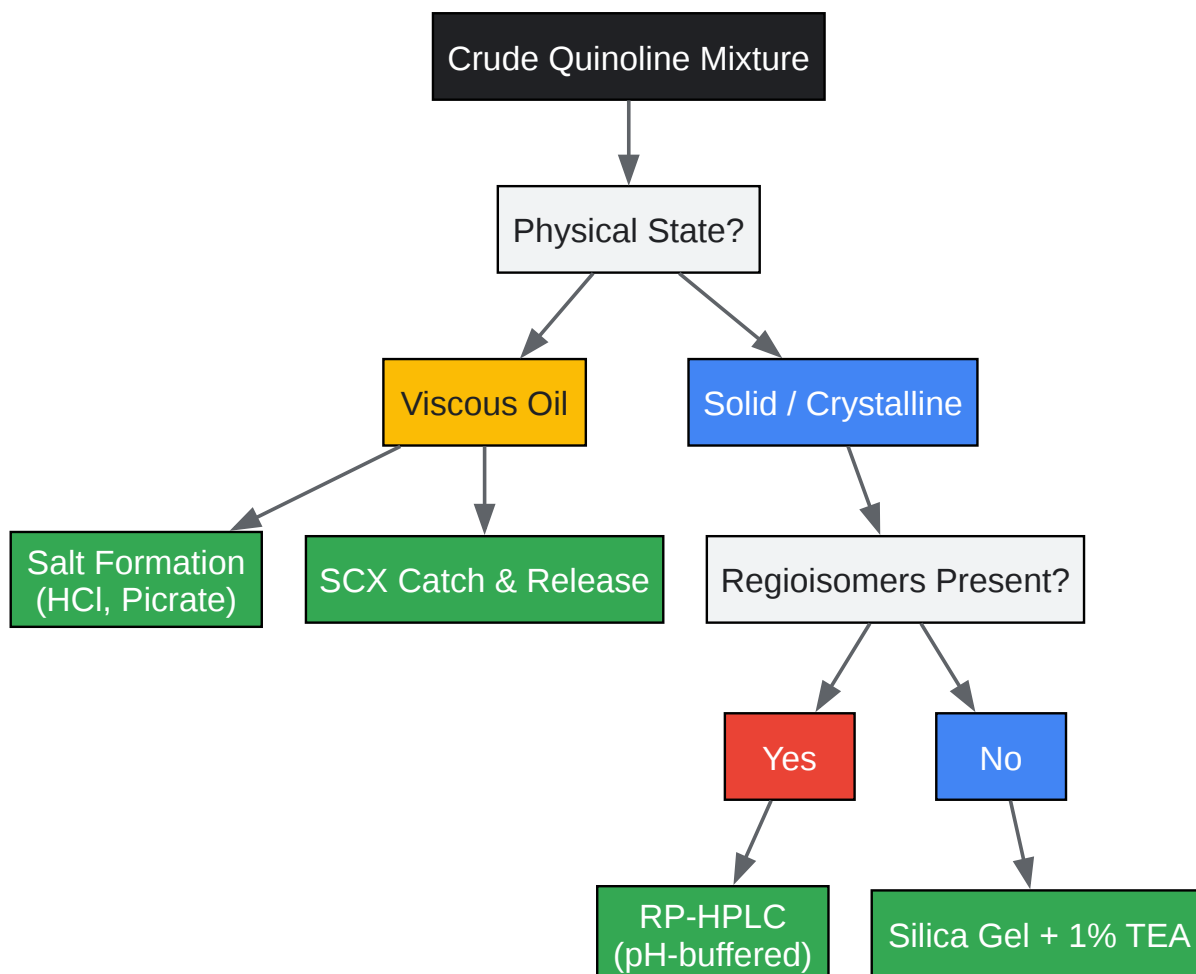 Crude Quinoline Mixture
Physical State?
Viscous Oil
Solid / Crystalline
Salt Formation
(HCl, Picrate)
SCX Catch & Release
Regioisomers Present?
Yes
No
RP-HPLC
(pH-buffered)
Silica Gel + 1% TEA